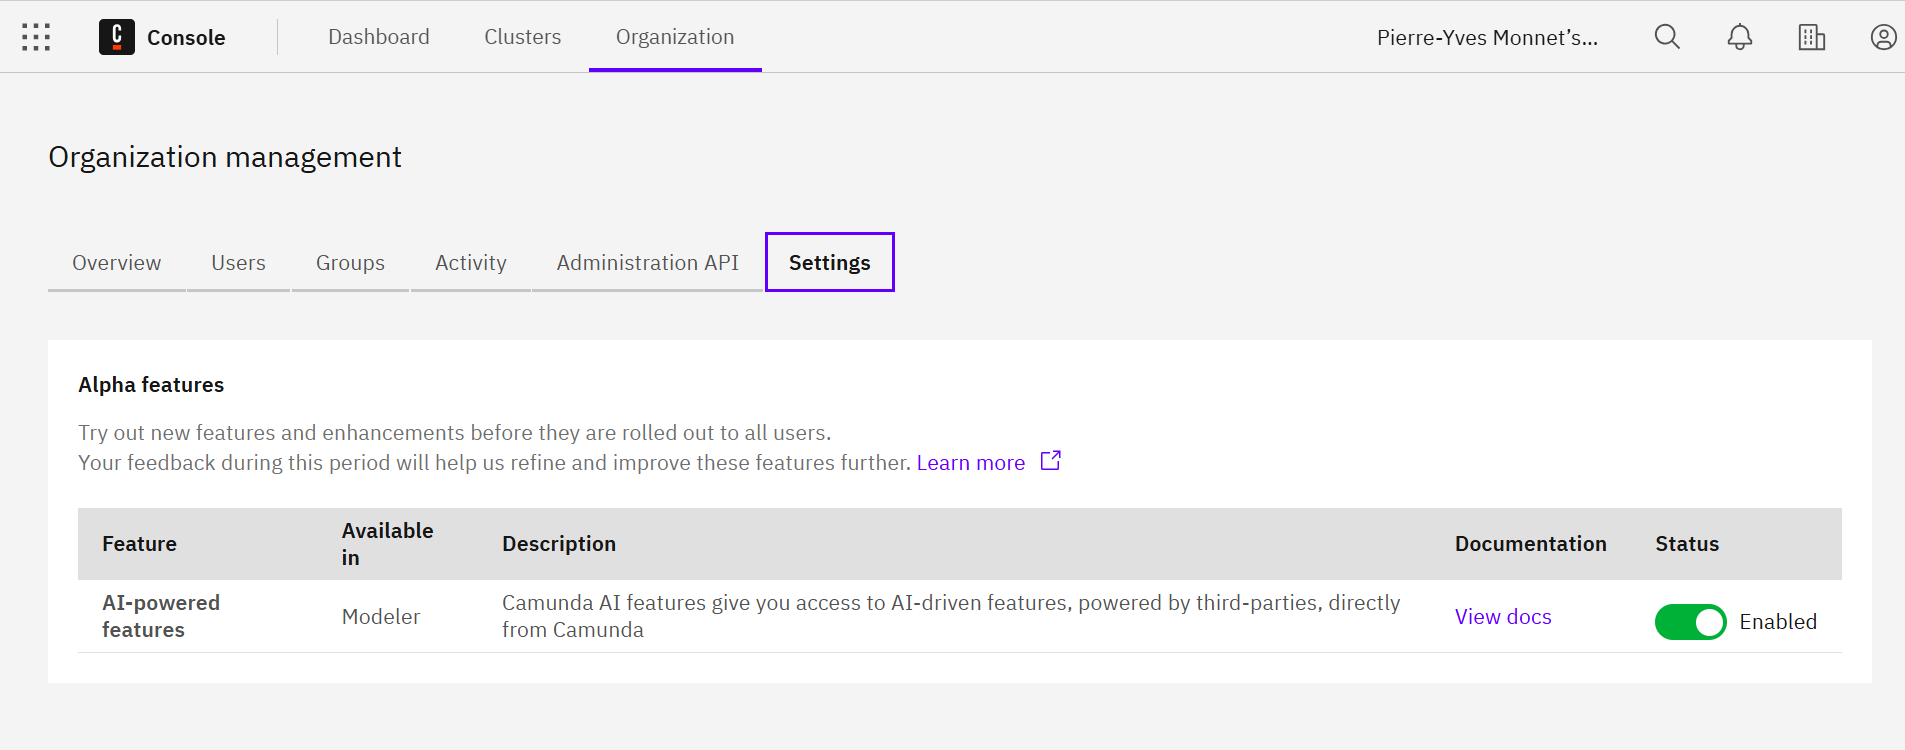 Console
Dashboard
Clusters
Organization
Pierre-Yves Monnet’s...
Organization management
Overview
Users
Groups
Activity
Administration API
Settings
Alpha features
Try out new features and enhancements before they are rolled out to all users.
Your feedback during this period will help us refine and improve these features further. Learn more
Feature
Available
in
Description
Documentation
Status
AI-powered
features
Modeler
Camunda AI features give you access to AI-driven features, powered by third-parties, directly
from Camunda
View docs
Enabled